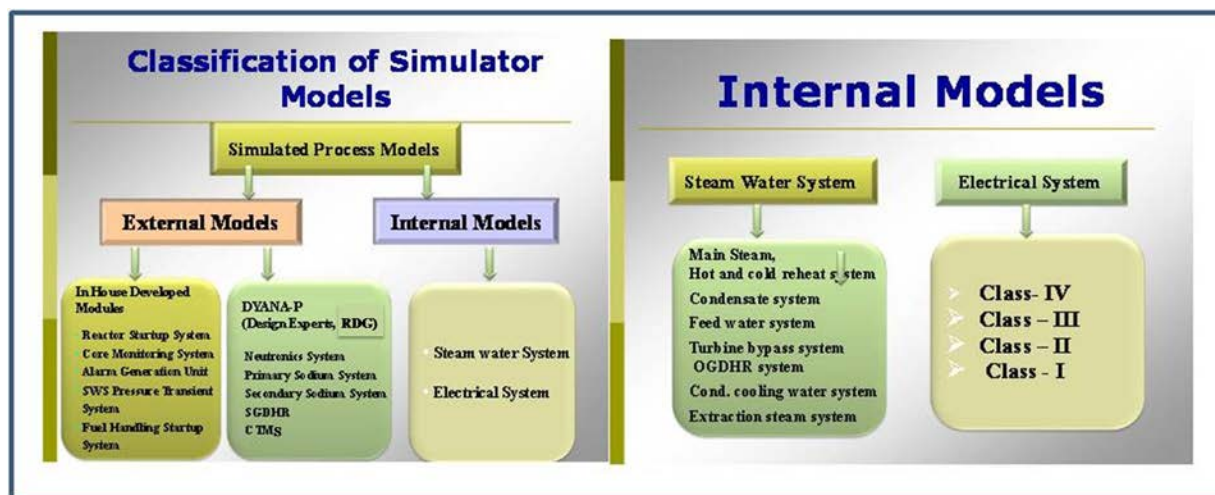 Classification of Simulator
Models
Simulated Process Models
External Models
Internal Models
In House Developed
Modules
Reactor Startup System
Core Monitoring System
Alarm Generation Unit
SWS Pressure Transient
System
Fuel Handling Startup
System
DYANA-P
(Design Experts, RDG)
Neutronics System
Primary Sodium System
Secondary Sodium System
SGDHR
CTMS
Steam water System
Electrical System
Internal Models
Steam Water System
Electrical System
Main Steam,
Hot and cold reheat system
Condensate system
Feed water system
Turbine bypass system
OGDHR system
Cond. cooling water system
Extraction steam system
Class- IV
Class – III
Class – II
Class - I